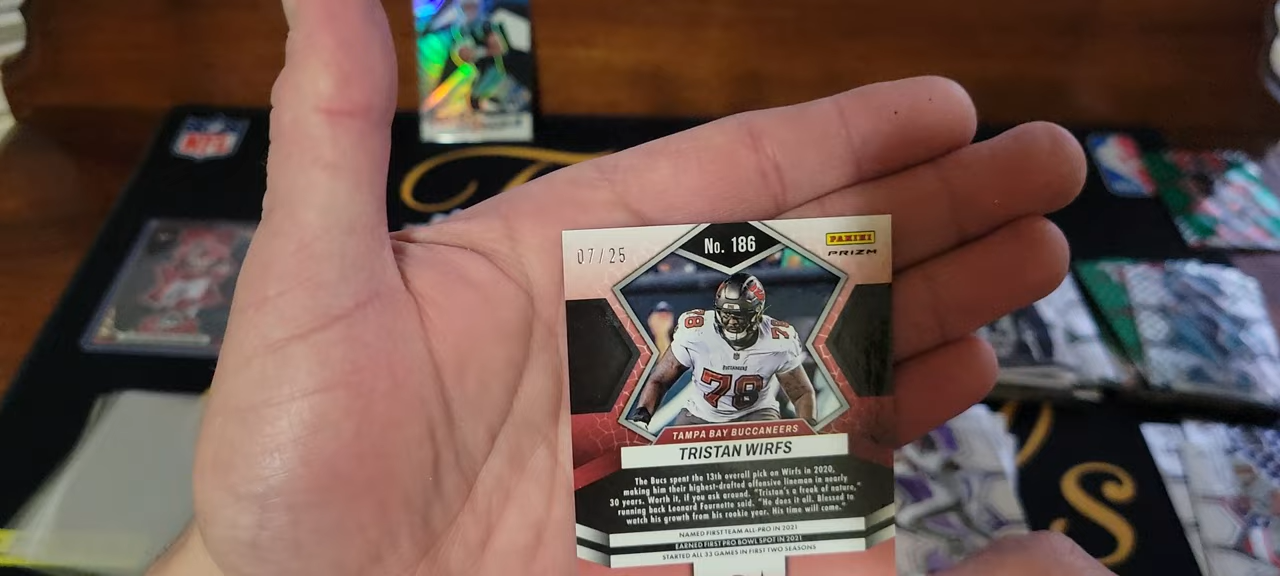 NFL
07/25
No. 186
PANINI
PRIZM
78
78
BUCCANEERS
78
TAMPA BAY BUCCANEERS
TRISTAN WIRFS
The Bucs spent the 13th overall pick on Wirfs in 2020,
making him their highest-drafted offensive lineman in nearly
30 years. Worth it, if you ask around. "Tristan's a freak of nature,"
running back Leonard Fournette said. "He does it all. Blessed to
watch his growth from his rookie year. His time will come."
NAMED FIRST TEAM ALL-PRO IN 2021
EARNED FIRST PRO BOWL SPOT IN 2021
STARTED ALL 33 GAMES IN FIRST TWO SEASONS